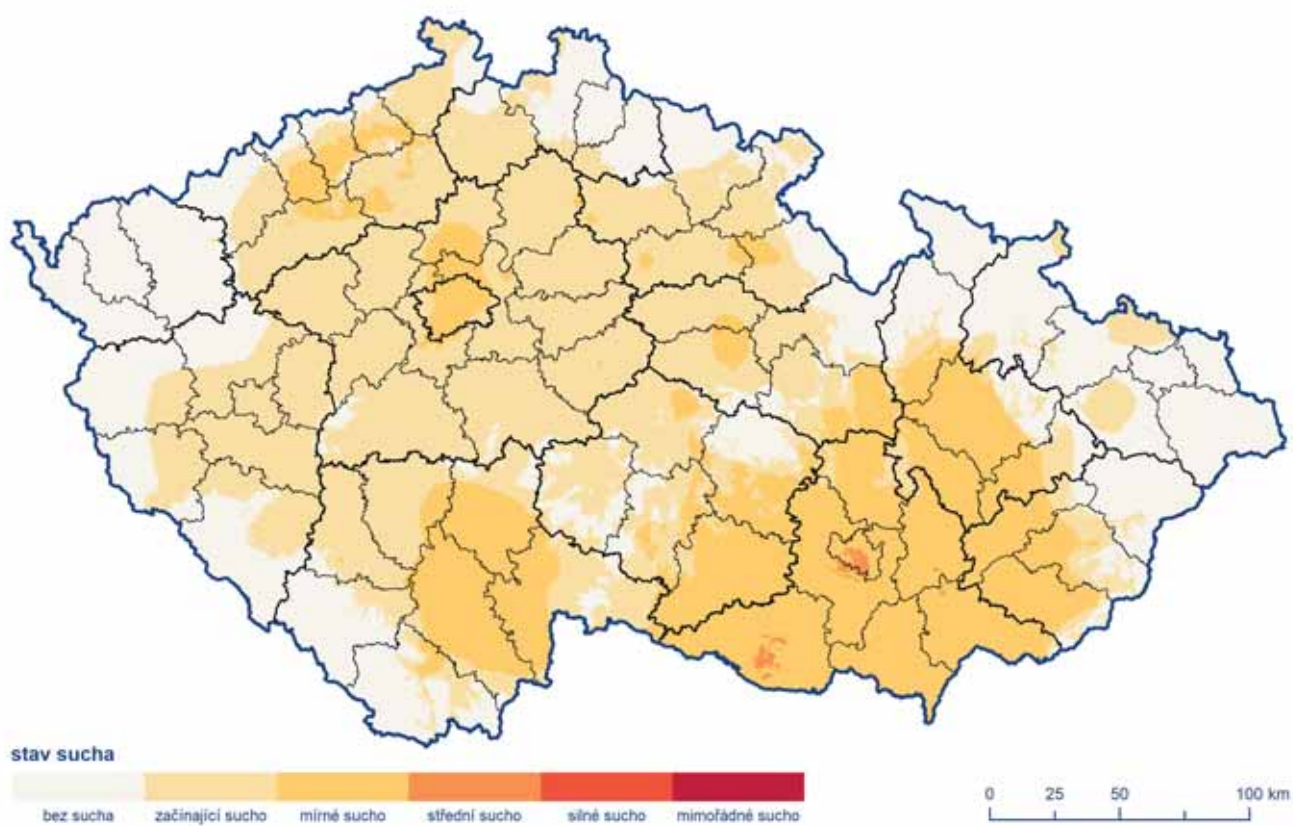 stav sucha
bez sucha začínající sucho mírné sucho střední sucho silné sucho mimořádné sucho
0 25 50 100 km